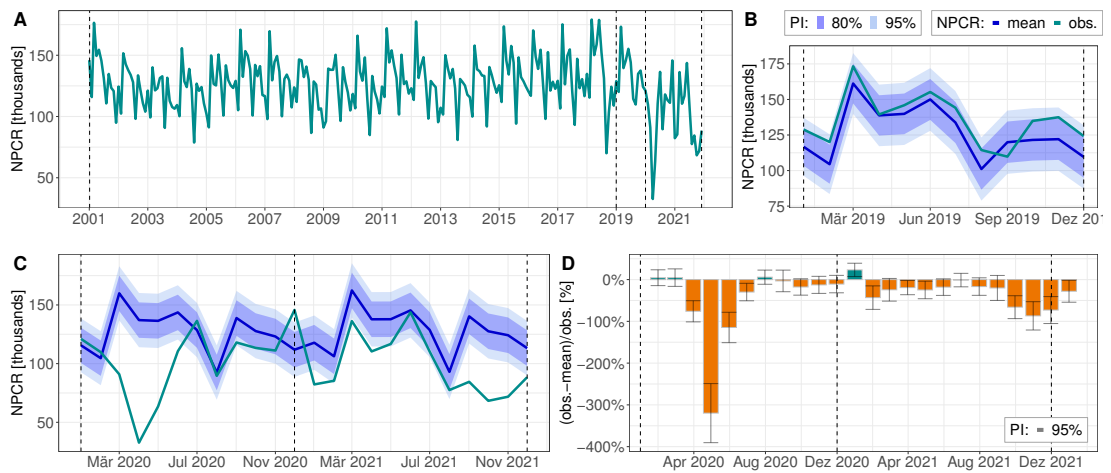 A
NPCR [thousands]
150
100
50
2001 2003 2005 2007 2009 2011 2013 2015 2017 2019 2021
PI: 80% 95% NPCR: mean obs.
B
NPCR [thousands]
175
150
125
100
75
Mär 2019 Jun 2019 Sep 2019 Dez 2019
C
NPCR [thousands]
150
100
50
Mär 2020 Jul 2020 Nov 2020 Mär 2021 Jul 2021 Nov 2021
D
(obs.−mean)/obs. [%]
0%
−100%
−200%
−300%
−400%
PI: 95%
Apr 2020 Aug 2020 Dez 2020 Apr 2021 Aug 2021 Dez 2021